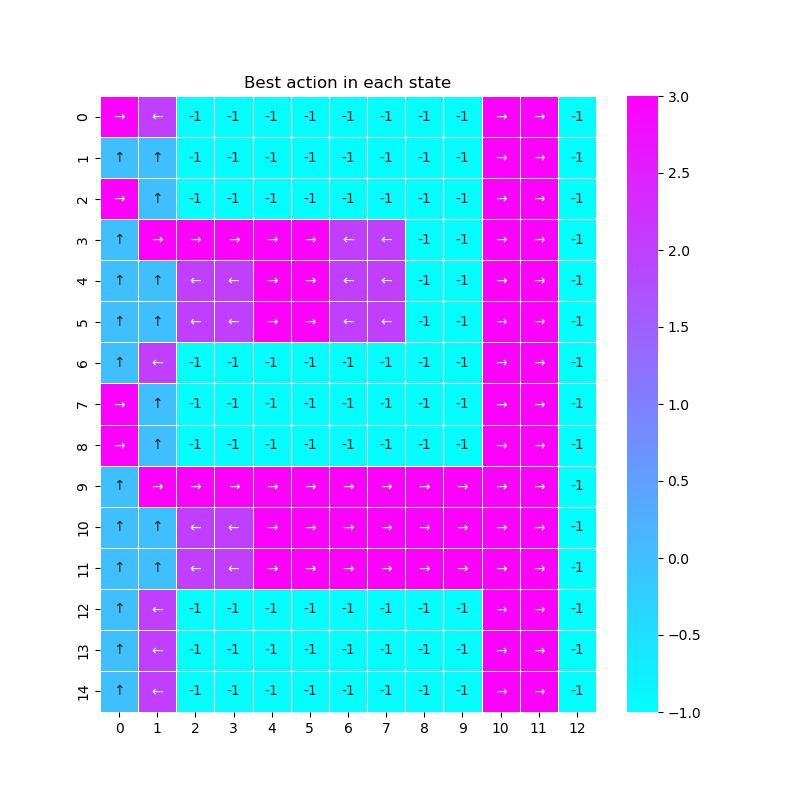 Best action in each state
0 → ← -1 -1 -1 -1 -1 -1 -1 -1 → → -1
1 ↑ ↑ -1 -1 -1 -1 -1 -1 -1 -1 → → -1
2 → ↑ -1 -1 -1 -1 -1 -1 -1 -1 → → -1
3 ↑ → → → → → ← ← -1 -1 → → -1
4 ↑ ↑ ← ← → → ← ← -1 -1 → → -1
5 ↑ ↑ ← ← → → ← ← -1 -1 → → -1
6 ↑ ← -1 -1 -1 -1 -1 -1 -1 -1 → → -1
7 → ↑ -1 -1 -1 -1 -1 -1 -1 -1 → → -1
8 → ↑ -1 -1 -1 -1 -1 -1 -1 -1 → → -1
9 ↑ → → → → → → → → → → → -1
10 ↑ ↑ ← ← → → → → → → → → -1
11 ↑ ↑ ← ← → → → → → → → → -1
12 ↑ ← -1 -1 -1 -1 -1 -1 -1 -1 → → -1
13 ↑ ← -1 -1 -1 -1 -1 -1 -1 -1 → → -1
14 ↑ ← -1 -1 -1 -1 -1 -1 -1 -1 → → -1
0 1 2 3 4 5 6 7 8 9 10 11 12
3.0
2.5
2.0
1.5
1.0
0.5
0.0
−0.5
−1.0